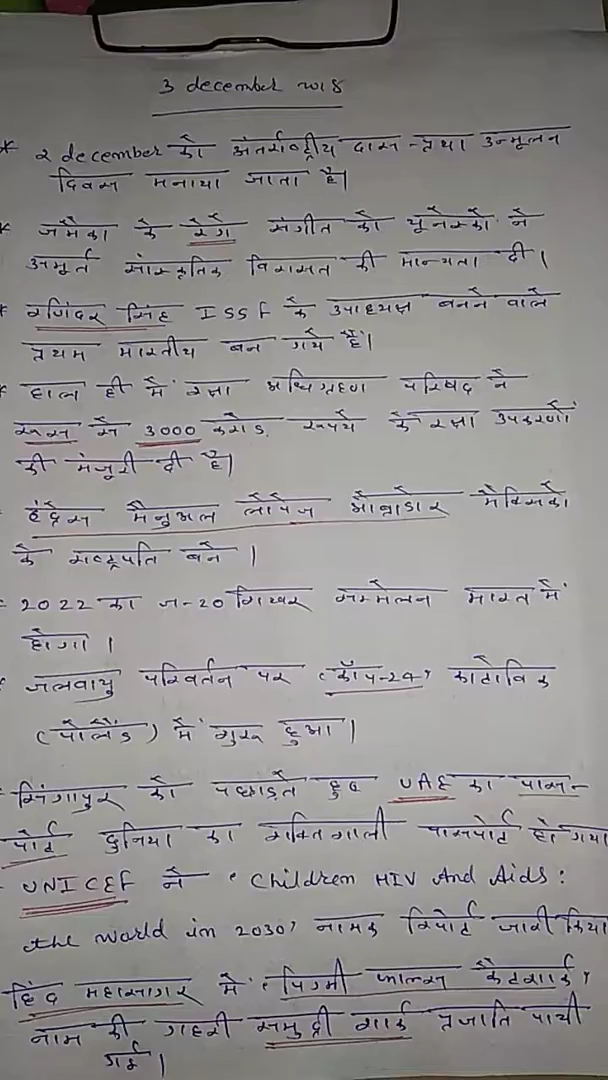 3 december 2018
* 2 december को अंतर्राष्ट्रीय दास-प्रथा उन्मूलन
दिवस मनाया जाता है।
* जमैका के रेगे संगीत को यूनेस्को ने
अमूर्त सांस्कृतिक विरासत की मान्यता दी।
* राजिंदर सिंह ISSF के उपाध्यक्ष बनने वाले
प्रथम भारतीय बन गये हैं।
* हाल ही में रक्षा अधिग्रहण परिषद ने
रूस से 3000 करोड़ रूपये के रक्षा उपकरणों
की मंजूरी दी है।
- हंद्रेस मैनुअल लोपेज ओब्राडोर मेक्सिको
के राष्ट्रपति बने।
- 2022 का ज-20 शिखर सम्मेलन भारत में
होगा।
* जलवायु परिवर्तन पर 'कॉप-24' काटोविक
(पोलैंड) में शुरू हुआ।
- सिंगापुर को पछाड़ते हुए UAE का पास-
पोर्ट दुनिया का शक्तिशाली पासपोर्ट हो गया
- UNICEF ने 'Children HIV And Aids:
the world in 2030' नामक रिपोर्ट जारी किया
हिंद महासागर में 'पिग्मी फाल्स कैटशार्क'
नाम की गहरी समुद्री शार्क प्रजाति पायी
गई।